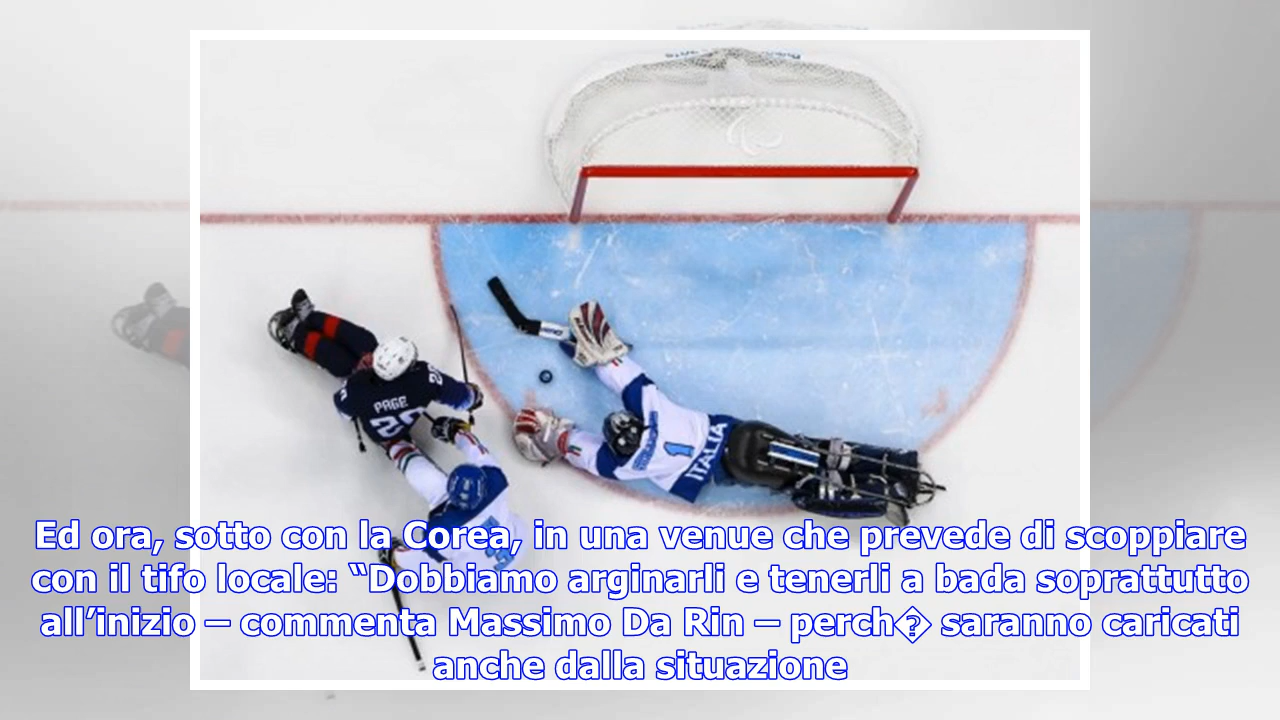 PAGE
22
1
ITALIA
Ed ora, sotto con la Corea, in una venue che prevede di scoppiare
con il tifo locale: “Dobbiamo arginarli e tenerli a bada soprattutto
all’inizio – commenta Massimo Da Rin – perch� saranno caricati
anche dalla situazione